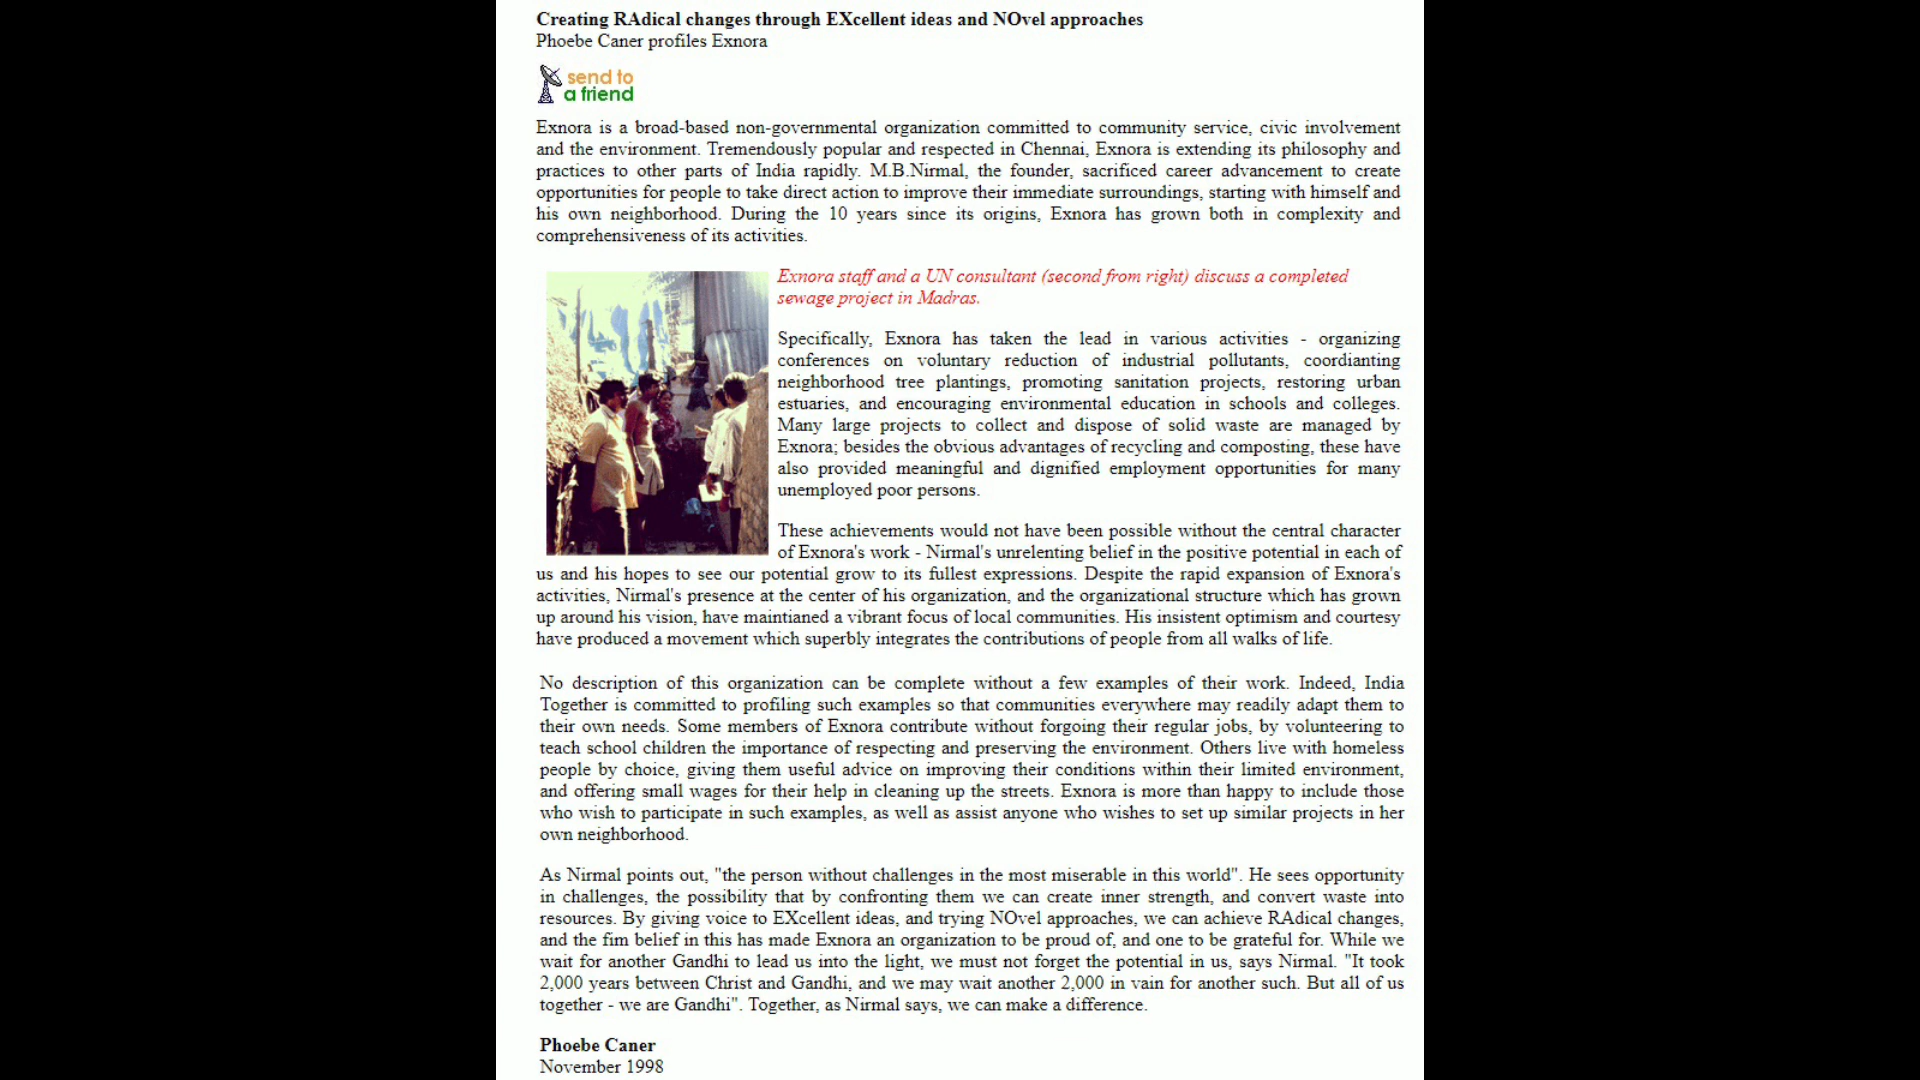 Creating RAdical changes through EXcellent ideas and NOvel approaches
Phoebe Caner profiles Exnora
send to
a friend
Exnora is a broad-based non-governmental organization committed to community service, civic involvement
and the environment. Tremendously popular and respected in Chennai, Exnora is extending its philosophy and
practices to other parts of India rapidly. M.B.Nirmal, the founder, sacrificed career advancement to create
opportunities for people to take direct action to improve their immediate surroundings, starting with himself and
his own neighborhood. During the 10 years since its origins, Exnora has grown both in complexity and
comprehensiveness of its activities.
Exnora staff and a UN consultant (second from right) discuss a completed
sewage project in Madras.
Specifically, Exnora has taken the lead in various activities - organizing
conferences on voluntary reduction of industrial pollutants, coordianting
neighborhood tree plantings, promoting sanitation projects, restoring urban
estuaries, and encouraging environmental education in schools and colleges.
Many large projects to collect and dispose of solid waste are managed by
Exnora; besides the obvious advantages of recycling and composting, these have
also provided meaningful and dignified employment opportunities for many
unemployed poor persons.
These achievements would not have been possible without the central character
of Exnora's work - Nirmal's unrelenting belief in the positive potential in each of
us and his hopes to see our potential grow to its fullest expressions. Despite the rapid expansion of Exnora's
activities, Nirmal's presence at the center of his organization, and the organizational structure which has grown
up around his vision, have maintianed a vibrant focus of local communities. His insistent optimism and courtesy
have produced a movement which superbly integrates the contributions of people from all walks of life.
No description of this organization can be complete without a few examples of their work. Indeed, India
Together is committed to profiling such examples so that communities everywhere may readily adapt them to
their own needs. Some members of Exnora contribute without forgoing their regular jobs, by volunteering to
teach school children the importance of respecting and preserving the environment. Others live with homeless
people by choice, giving them useful advice on improving their conditions within their limited environment,
and offering small wages for their help in cleaning up the streets. Exnora is more than happy to include those
who wish to participate in such examples, as well as assist anyone who wishes to set up similar projects in her
own neighborhood.
As Nirmal points out, "the person without challenges in the most miserable in this world". He sees opportunity
in challenges, the possibility that by confronting them we can create inner strength, and convert waste into
resources. By giving voice to EXcellent ideas, and trying NOvel approaches, we can achieve RAdical changes,
and the fim belief in this has made Exnora an organization to be proud of, and one to be grateful for. While we
wait for another Gandhi to lead us into the light, we must not forget the potential in us, says Nirmal. "It took
2,000 years between Christ and Gandhi, and we may wait another 2,000 in vain for another such. But all of us
together - we are Gandhi". Together, as Nirmal says, we can make a difference.
Phoebe Caner
November 1998